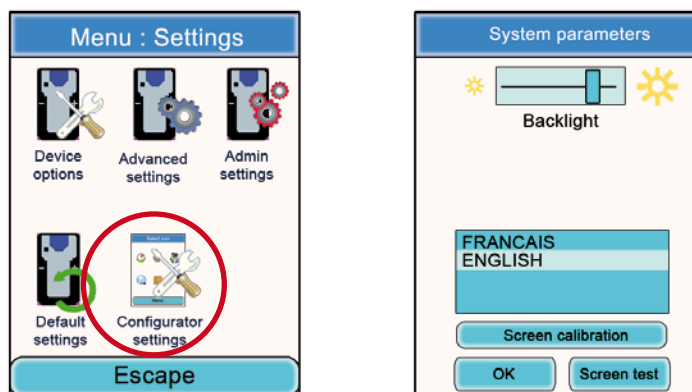 Menu : Settings
Device
options
Advanced
settings
Admin
settings
Default
settings
Menu
Configurator
settings
Escape
System parameters
Backlight
FRANCAIS
ENGLISH
Screen calibration
OK
Screen test